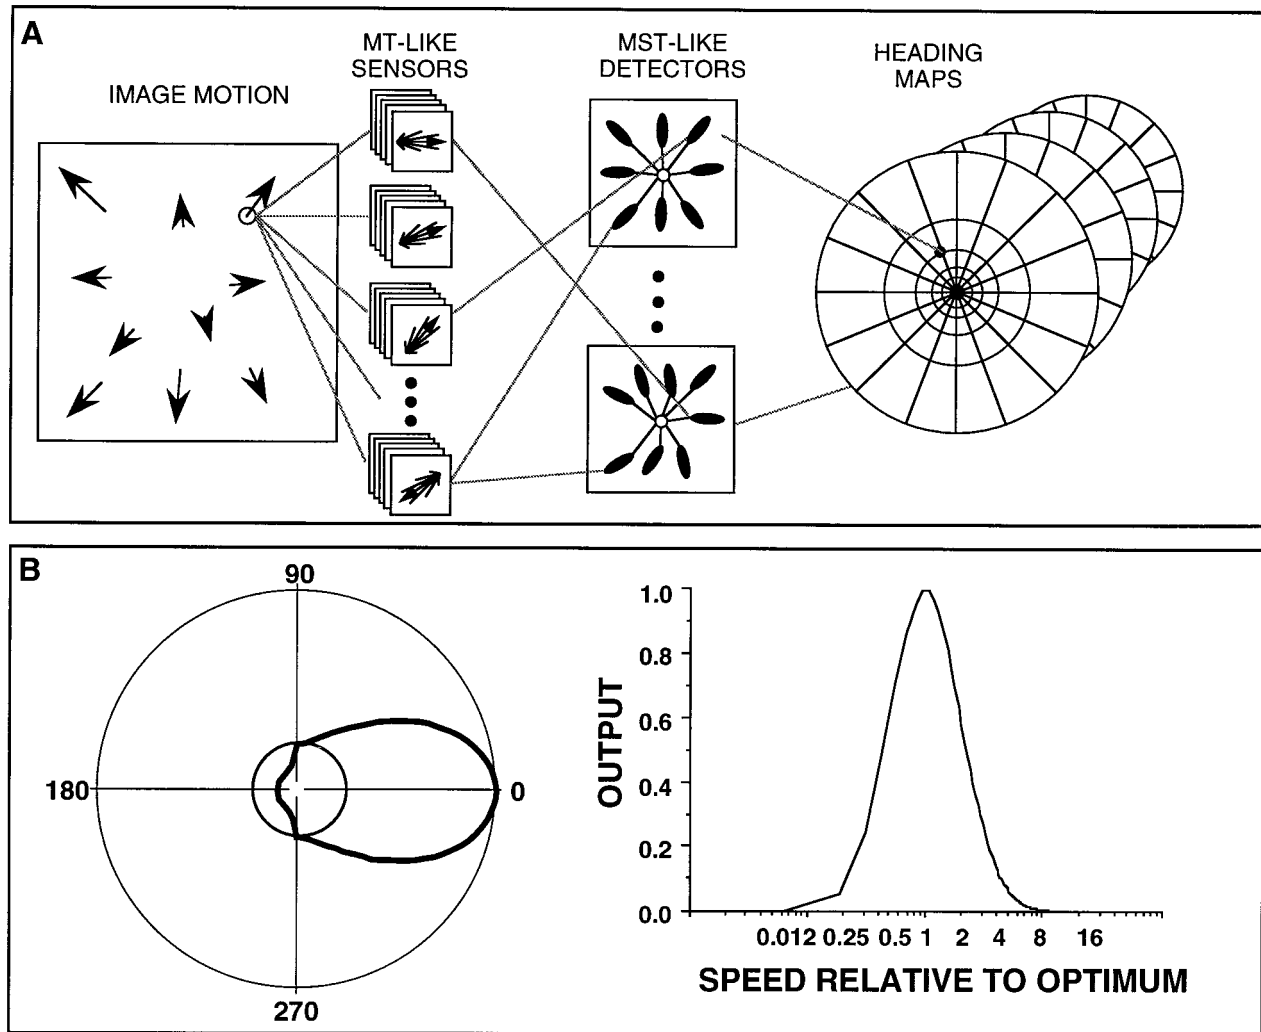 A
IMAGE MOTION
MT-LIKE
SENSORS
MST-LIKE
DETECTORS
HEADING
MAPS
B
90
180
0
270
OUTPUT
1.0
0.8
0.6
0.4
0.2
0.0
0.012 0.25 0.5 1 2 4 8 16
SPEED RELATIVE TO OPTIMUM